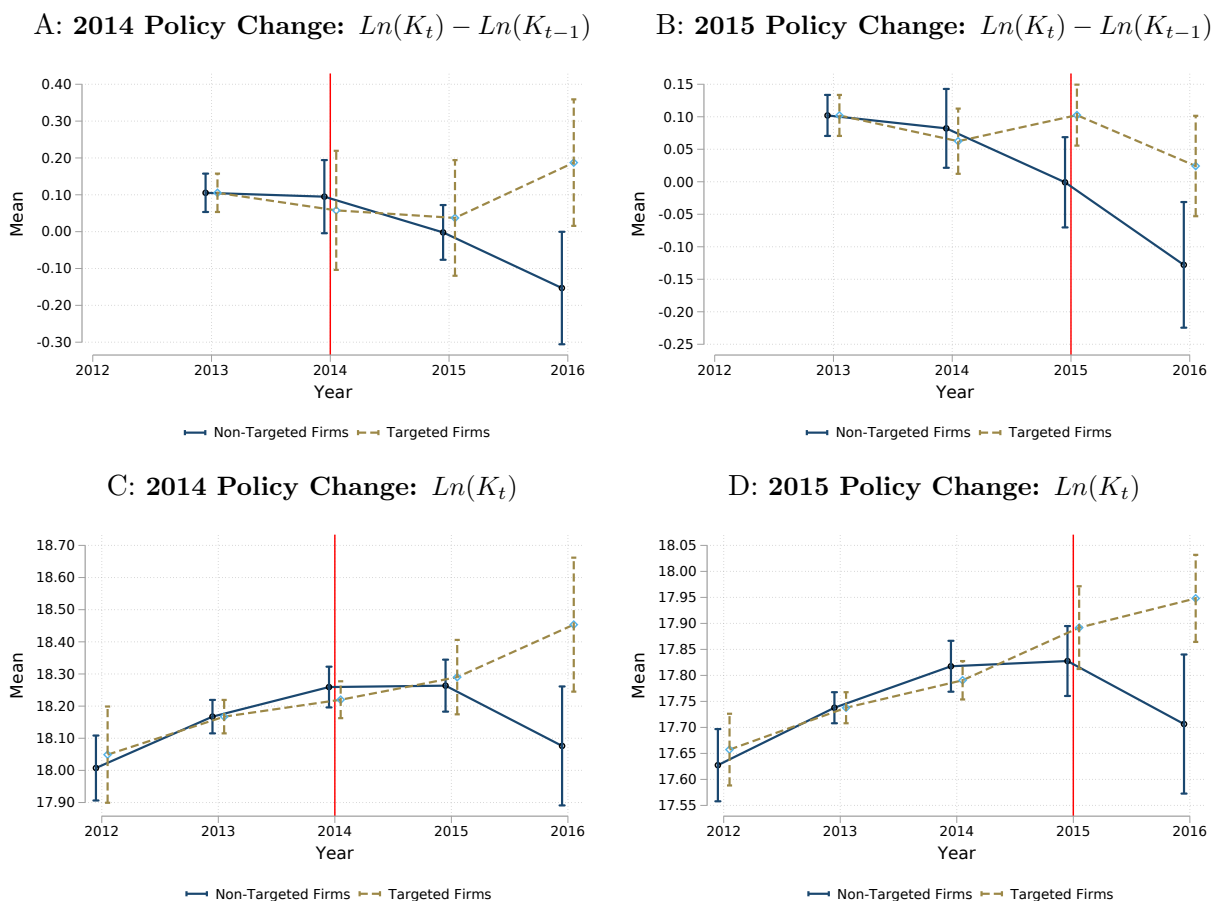 A: 2014 Policy Change: Ln(K_t) − Ln(K_{t−1})
0.40
0.30
0.20
0.10
0.00
-0.10
-0.20
-0.30
Mean
2012 2013 2014 2015 2016
Year
Non-Targeted Firms Targeted Firms
B: 2015 Policy Change: Ln(K_t) − Ln(K_{t−1})
0.15
0.10
0.05
0.00
-0.05
-0.10
-0.15
-0.20
-0.25
Mean
2012 2013 2014 2015 2016
Year
Non-Targeted Firms Targeted Firms
C: 2014 Policy Change: Ln(K_t)
18.70
18.60
18.50
18.40
18.30
18.20
18.10
18.00
17.90
Mean
2012 2013 2014 2015 2016
Year
Non-Targeted Firms Targeted Firms
D: 2015 Policy Change: Ln(K_t)
18.05
18.00
17.95
17.90
17.85
17.80
17.75
17.70
17.65
17.60
17.55
Mean
2012 2013 2014 2015 2016
Year
Non-Targeted Firms Targeted Firms